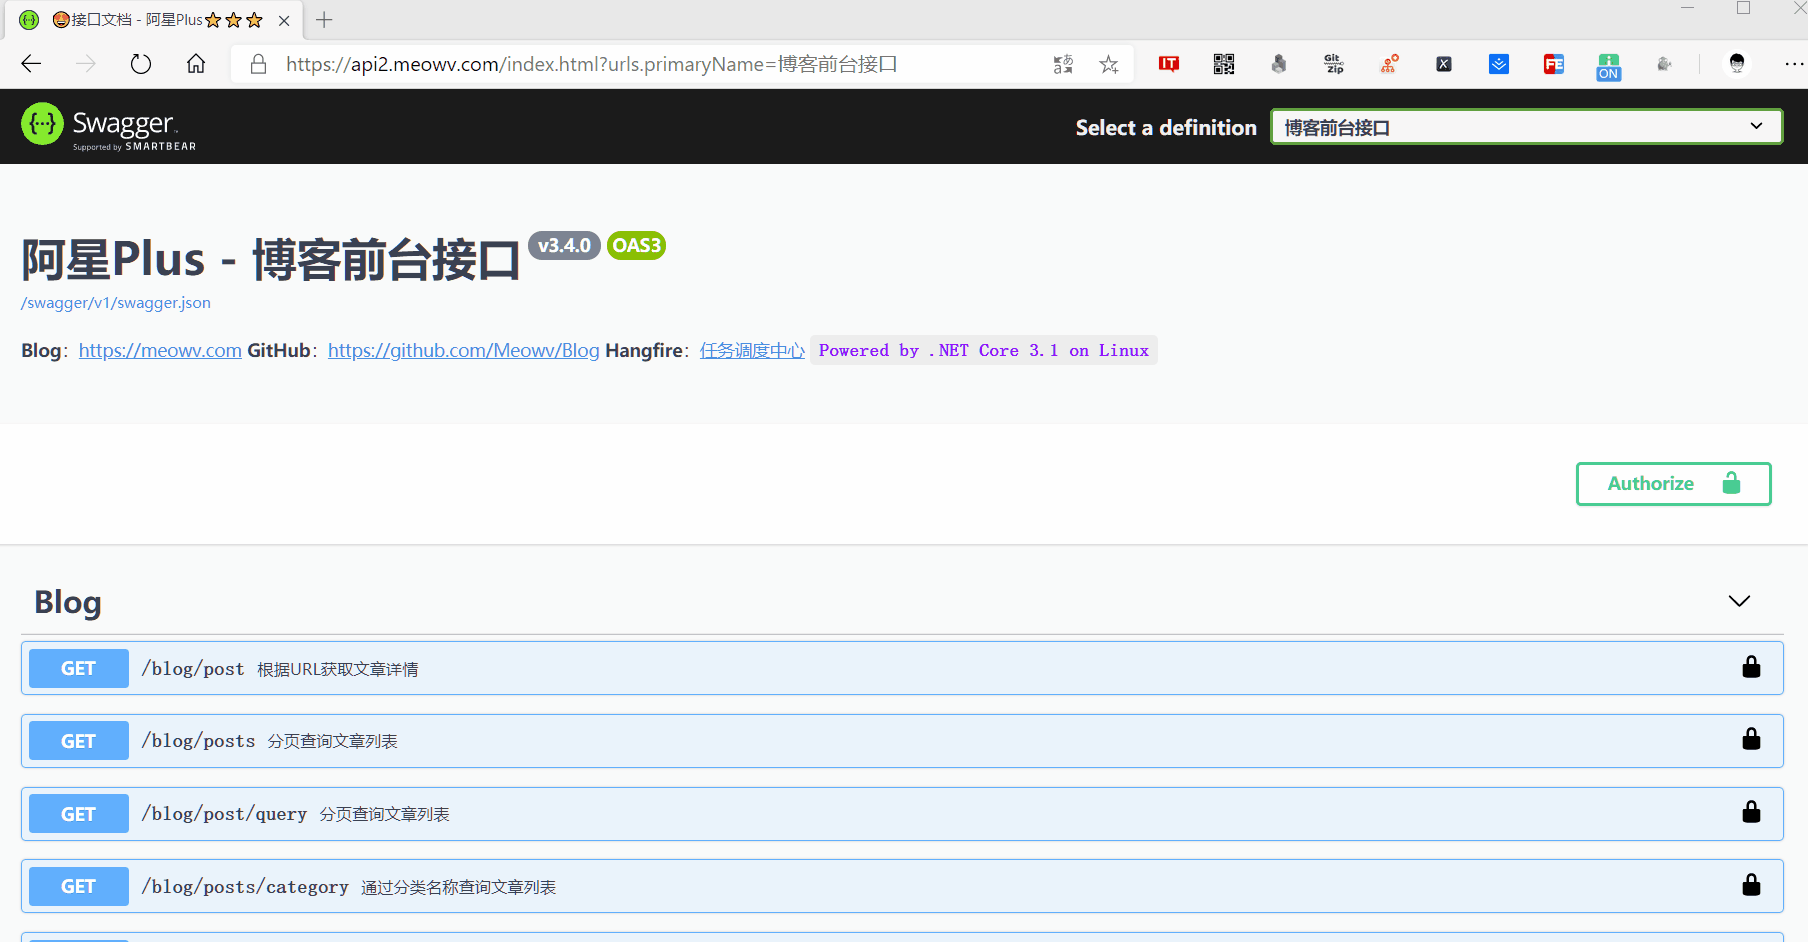 接口文档 - 阿星Plus
https://api2.meowv.com/index.html?urls.primaryName=博客前台接口
IT
Git Zip
X
FE
ON
Swagger
Supported by SMARTBEAR
Select a definition
博客前台接口
阿星Plus - 博客前台接口 v3.4.0 OAS3
/swagger/v1/swagger.json
Blog：https://meowv.com GitHub：https://github.com/Meowv/Blog Hangfire：任务调度中心 Powered by .NET Core 3.1 on Linux
Authorize
Blog
GET /blog/post 根据URL获取文章详情
GET /blog/posts 分页查询文章列表
GET /blog/post/query 分页查询文章列表
GET /blog/posts/category 通过分类名称查询文章列表